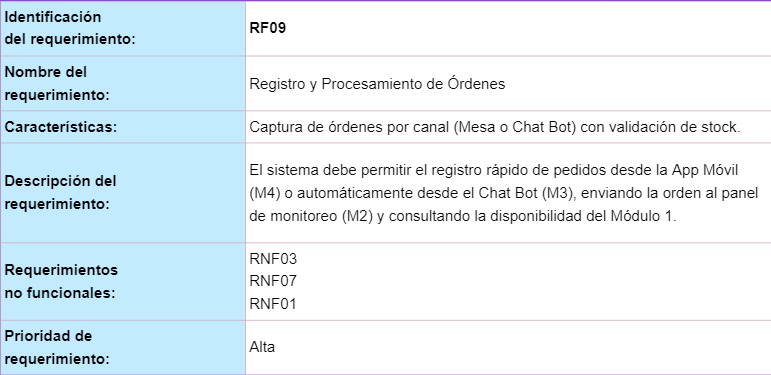 Identificación
del requerimiento:
RF09
Nombre del
requerimiento:
Registro y Procesamiento de Órdenes
Características:
Captura de órdenes por canal (Mesa o Chat Bot) con validación de stock.
Descripción del
requerimiento:
El sistema debe permitir el registro rápido de pedidos desde la App Móvil
(M4) o automáticamente desde el Chat Bot (M3), enviando la orden al panel
de monitoreo (M2) y consultando la disponibilidad del Módulo 1.
Requerimientos
no funcionales:
RNF03
RNF07
RNF01
Prioridad de
requerimiento:
Alta